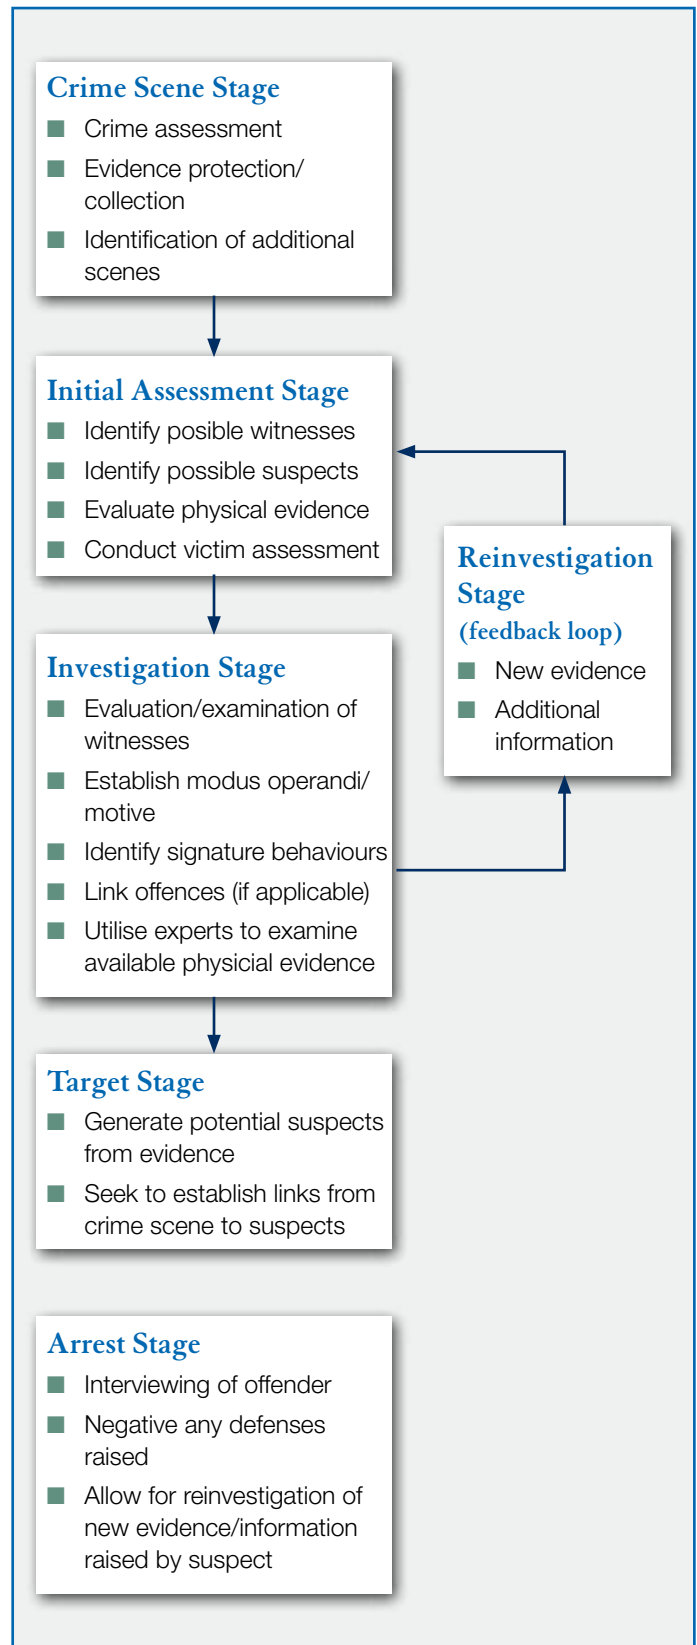 Crime Scene Stage
■ Crime assessment
■ Evidence protection/
collection
■ Identification of additional
scenes
Initial Assessment Stage
■ Identify posible witnesses
■ Identify possible suspects
■ Evaluate physical evidence
■ Conduct victim assessment
Reinvestigation
Stage
(feedback loop)
■ New evidence
■ Additional
information
Investigation Stage
■ Evaluation/examination of
witnesses
■ Establish modus operandi/
motive
■ Identify signature behaviours
■ Link offences (if applicable)
■ Utilise experts to examine
available physicial evidence
Target Stage
■ Generate potential suspects
from evidence
■ Seek to establish links from
crime scene to suspects
Arrest Stage
■ Interviewing of offender
■ Negative any defenses
raised
■ Allow for reinvestigation of
new evidence/information
raised by suspect